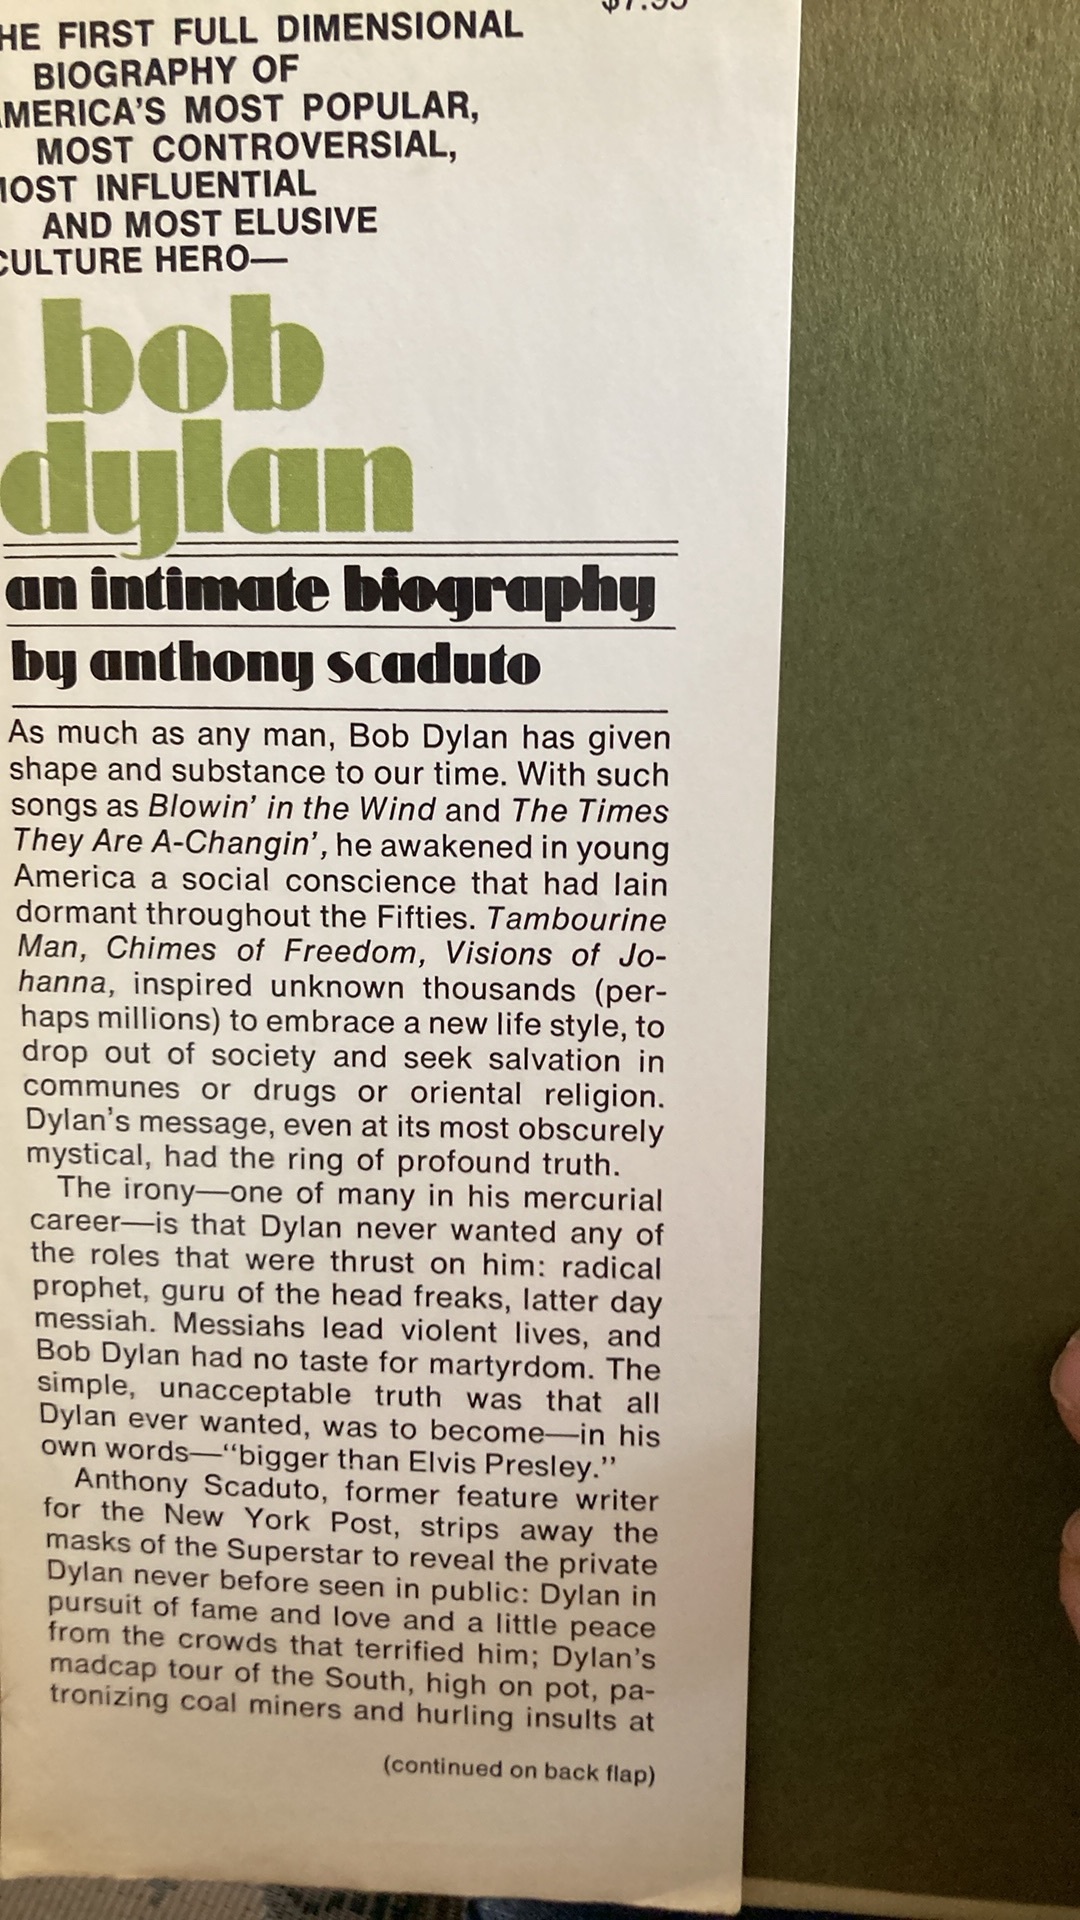 HE FIRST FULL DIMENSIONAL
BIOGRAPHY OF
MERICA'S MOST POPULAR,
MOST CONTROVERSIAL,
OST INFLUENTIAL
AND MOST ELUSIVE
CULTURE HERO—
bob
dylan
an intimate biography
by anthony scaduto
As much as any man, Bob Dylan has given
shape and substance to our time. With such
songs as Blowin' in the Wind and The Times
They Are A-Changin', he awakened in young
America a social conscience that had lain
dormant throughout the Fifties. Tambourine
Man, Chimes of Freedom, Visions of Jo-
hanna, inspired unknown thousands (per-
haps millions) to embrace a new life style, to
drop out of society and seek salvation in
communes or drugs or oriental religion.
Dylan's message, even at its most obscurely
mystical, had the ring of profound truth.
The irony—one of many in his mercurial
career—is that Dylan never wanted any of
the roles that were thrust on him: radical
prophet, guru of the head freaks, latter day
messiah. Messiahs lead violent lives, and
Bob Dylan had no taste for martyrdom. The
simple, unacceptable truth was that all
Dylan ever wanted, was to become—in his
own words—"bigger than Elvis Presley."
Anthony Scaduto, former feature writer
for the New York Post, strips away the
masks of the Superstar to reveal the private
Dylan never before seen in public: Dylan in
pursuit of fame and love and a little peace
from the crowds that terrified him; Dylan's
madcap tour of the South, high on pot, pa-
tronizing coal miners and hurling insults at
(continued on back flap)